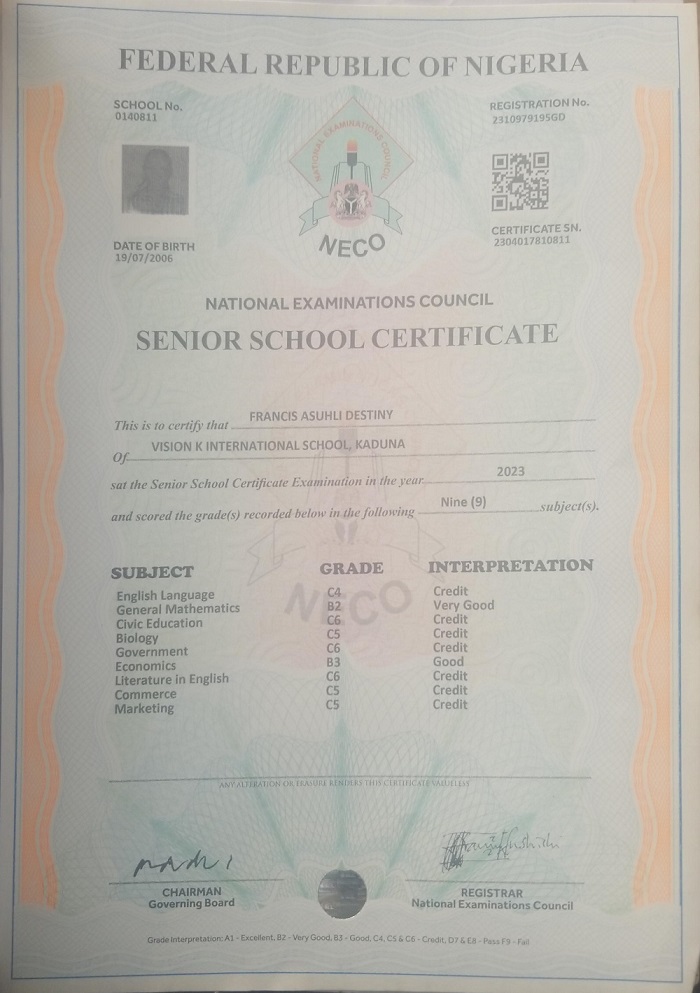 FEDERAL REPUBLIC OF NIGERIA
SCHOOL No.
0140811
REGISTRATION No.
2310979195GD
NATIONAL EXAMINATIONS COUNCIL
NECO
DATE OF BIRTH
19/07/2006
CERTIFICATE SN.
2304017810811
NATIONAL EXAMINATIONS COUNCIL
SENIOR SCHOOL CERTIFICATE
This is to certify that FRANCIS ASUHLI DESTINY
Of VISION K INTERNATIONAL SCHOOL, KADUNA
sat the Senior School Certificate Examination in the year 2023
and scored the grade(s) recorded below in the following Nine (9) subject(s).
SUBJECT GRADE INTERPRETATION
English Language C4 Credit
General Mathematics B2 Very Good
Civic Education C6 Credit
Biology C5 Credit
Government C6 Credit
Economics B3 Good
Literature in English C6 Credit
Commerce C5 Credit
Marketing C5 Credit
NECO
ANY ALTERATION OR ERASURE RENDERS THIS CERTIFICATE VALUELESS
CHAIRMAN
Governing Board
REGISTRAR
National Examinations Council
Grade Interpretation: A1 - Excellent, B2 - Very Good, B3 - Good, C4, C5 & C6 - Credit, D7 & E8 - Pass F9 - Fail